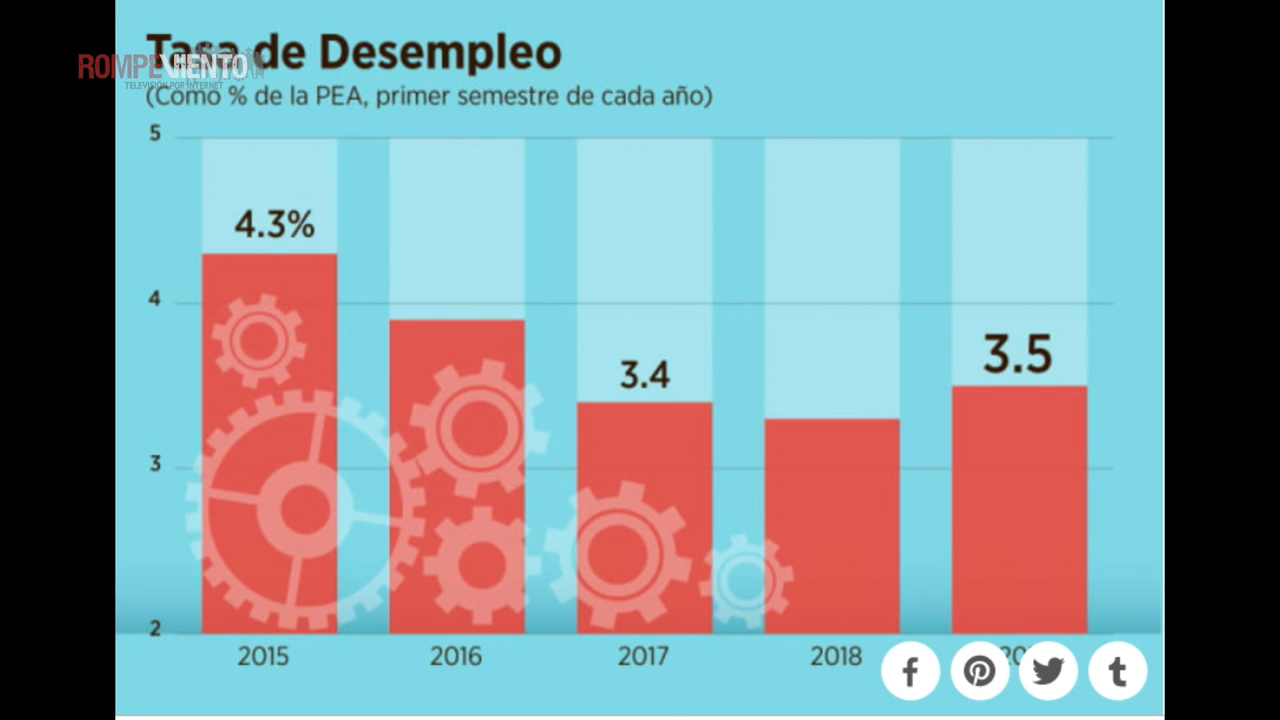 Tasa de Desempleo
ROMPEVIENTO
TELEVISIÓN POR INTERNET
(Como % de la PEA, primer semestre de cada año)
5
4.3%
4
3.4
3.5
3
2
2015
2016
2017
2018
f
t